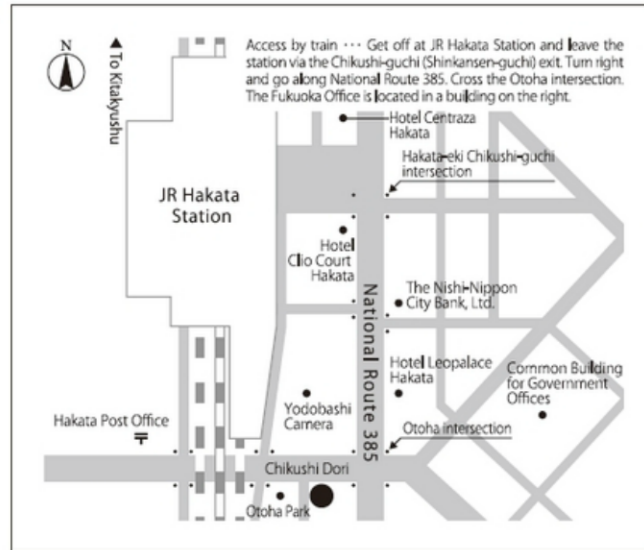 N
▲ To Kitakyushu
Access by train ··· Get off at JR Hakata Station and leave the
station via the Chikushi-guchi (Shinkansen-guchi) exit. Turn right
and go along National Route 385. Cross the Otoha intersection.
The Fukuoka Office is located in a building on the right.
Hotel Centraza
Hakata
Hakata-eki Chikushi-guchi
intersection
JR Hakata
Station
Hotel
Clio Court
Hakata
National Route 385
The Nishi-Nippon
City Bank, Ltd.
Hotel Leopalace
Hakata
Common Building
for Government
Offices
Yodobashi
Camera
Hakata Post Office
〒
Otoha intersection
Chikushi Dori
Otoha Park